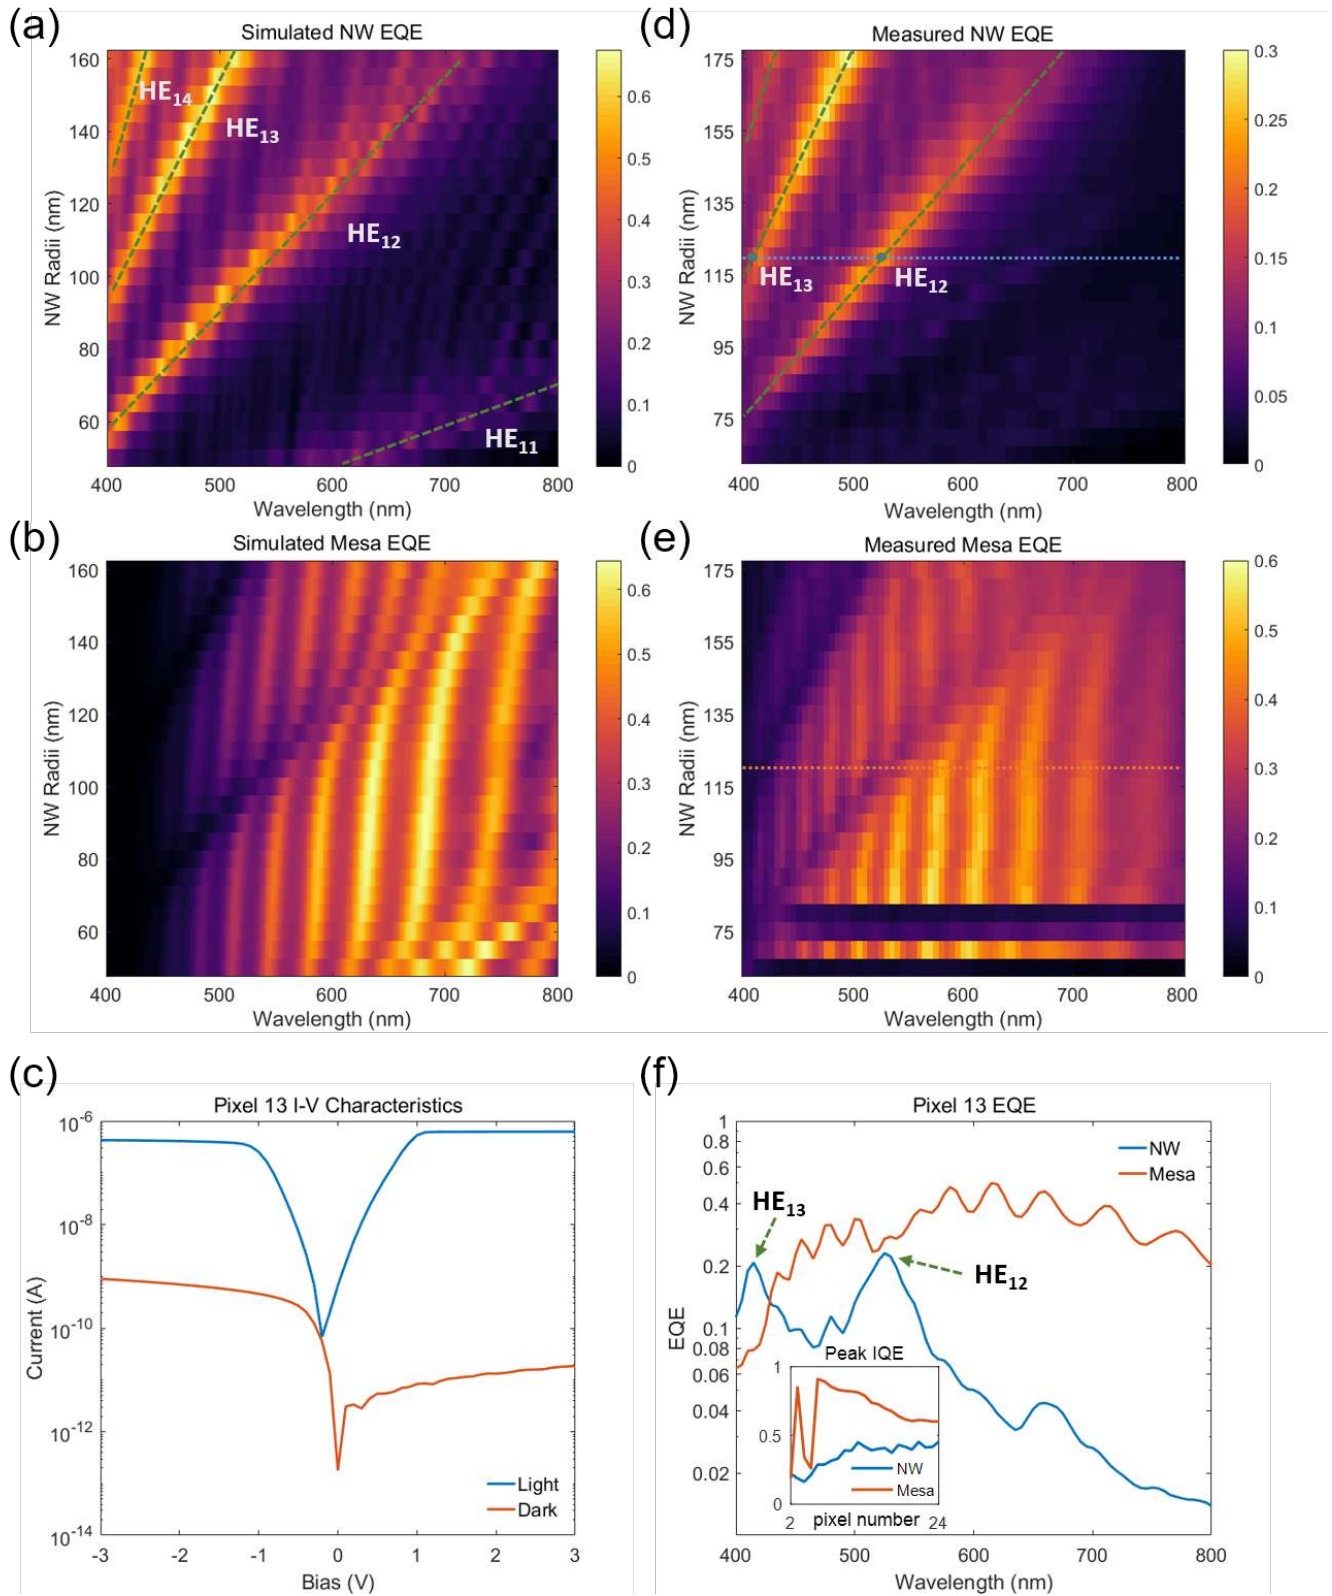 (a)
Simulated NW EQE
160
140
120
100
80
60
NW Radii (nm)
HE14
HE13
HE12
HE11
400 500 600 700 800
Wavelength (nm)
0.6
0.5
0.4
0.3
0.2
0.1
0
(d)
Measured NW EQE
175
155
135
115
95
75
NW Radii (nm)
HE13
HE12
400 500 600 700 800
Wavelength (nm)
0.3
0.25
0.2
0.15
0.1
0.05
0
(b)
Simulated Mesa EQE
160
140
120
100
80
60
NW Radii (nm)
400 500 600 700 800
Wavelength (nm)
0.6
0.5
0.4
0.3
0.2
0.1
0
(e)
Measured Mesa EQE
175
155
135
115
95
75
NW Radii (nm)
400 500 600 700 800
Wavelength (nm)
0.6
0.5
0.4
0.3
0.2
0.1
0
(c)
Pixel 13 I-V Characteristics
10-6
10-8
10-10
10-12
10-14
Current (A)
Light
Dark
-3 -2 -1 0 1 2 3
Bias (V)
(f)
Pixel 13 EQE
1
0.8
0.6
0.4
0.2
0.1
0.08
0.06
0.04
0.02
EQE
NW
Mesa
HE13
HE12
Peak IQE
1
0.5
0
NW
Mesa
2 24
pixel number
400 500 600 700 800
Wavelength (nm)